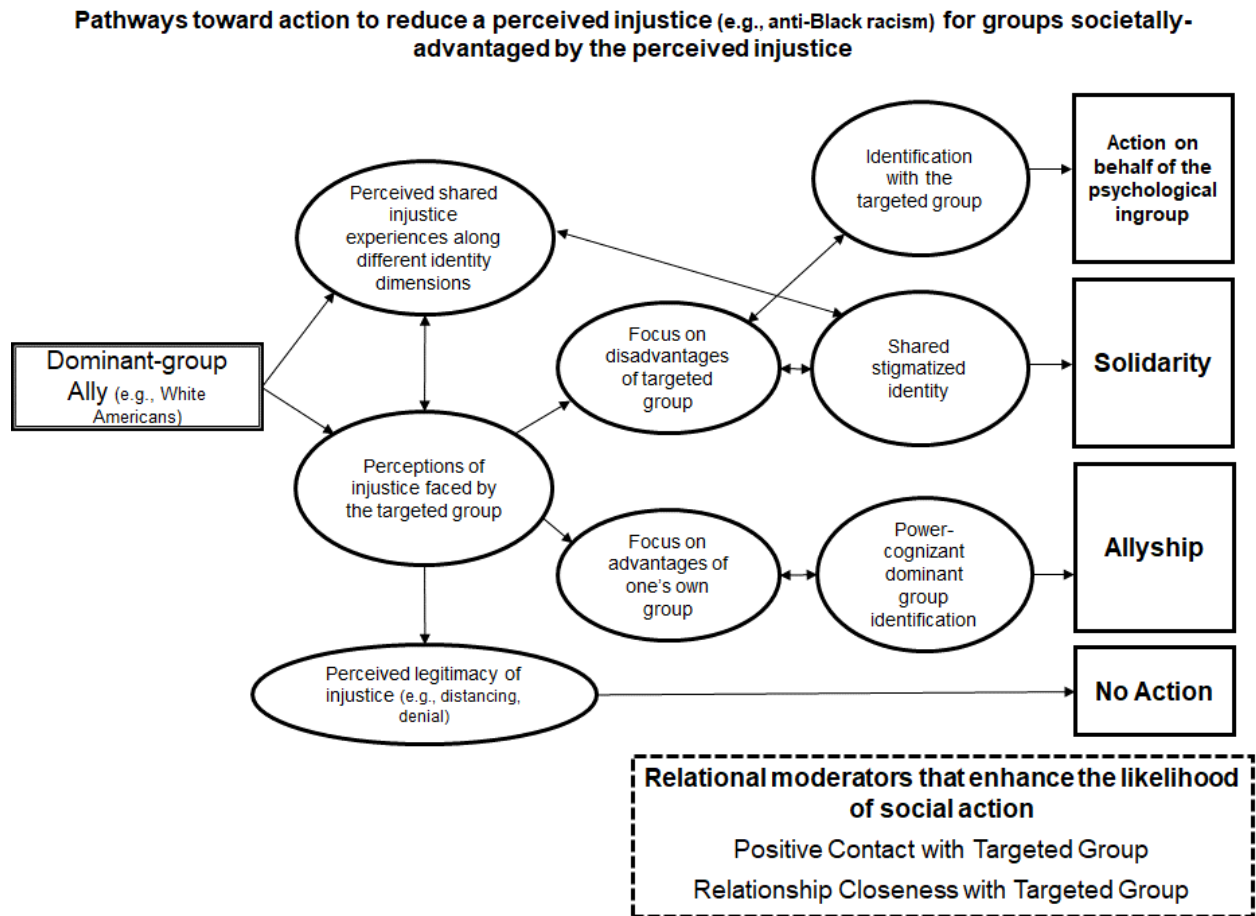 Pathways toward action to reduce a perceived injustice (e.g., anti-Black racism) for groups societally-
advantaged by the perceived injustice
Identification
with the
targeted group
Action on
behalf of the
psychological
ingroup
Perceived shared
injustice
experiences along
different identity
dimensions
Dominant-group
Ally (e.g., White
Americans)
Focus on
disadvantages
of targeted
group
Shared
stigmatized
identity
Solidarity
Perceptions of
injustice faced by
the targeted group
Focus on
advantages of
one's own
group
Power-
cognizant
dominant
group
identification
Allyship
Perceived legitimacy of
injustice (e.g., distancing,
denial)
No Action
Relational moderators that enhance the likelihood
of social action
Positive Contact with Targeted Group
Relationship Closeness with Targeted Group